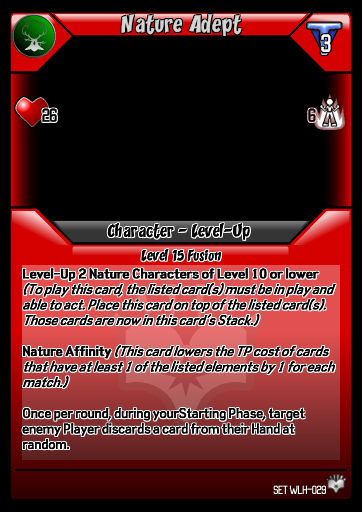 Nature Adept
3
26
6
Character - Level-Up
Level 15 Fusion
Level-Up 2 Nature Characters of Level 10 or lower
(To play this card, the listed card(s) must be in play and
able to act. Place this card on top of the listed card(s).
Those cards are now in this card's Stack.)
Nature Affinity (This card lowers the TP cost of cards
that have at least 1 of the listed elements by 1 for each
match.)
Once per round, during yourStarting Phase, target
enemy Player discards a card from their Hand at
random.
SET WLH-029